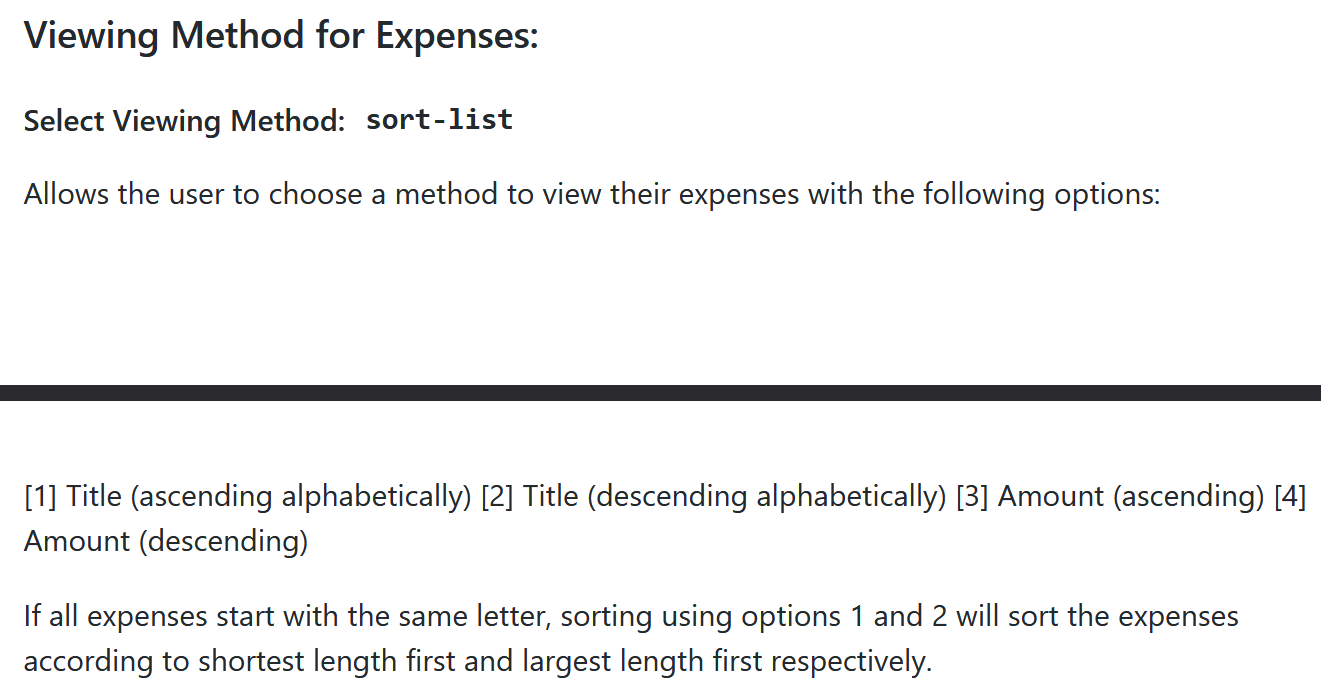 Viewing Method for Expenses:
Select Viewing Method: sort-list
Allows the user to choose a method to view their expenses with the following options:
[1] Title (ascending alphabetically) [2] Title (descending alphabetically) [3] Amount (ascending) [4]
Amount (descending)
If all expenses start with the same letter, sorting using options 1 and 2 will sort the expenses
according to shortest length first and largest length first respectively.